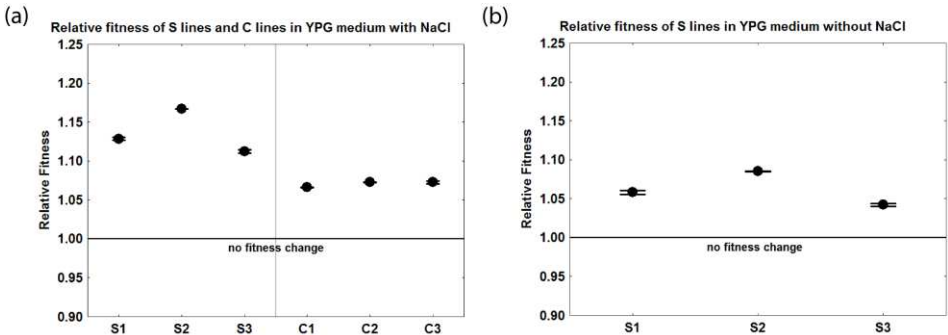 (a)
Relative fitness of S lines and C lines in YPG medium with NaCl
1.25
1.20
1.15
1.10
1.05
1.00
0.95
0.90
Relative Fitness
no fitness change
S1 S2 S3 C1 C2 C3
(b)
Relative fitness of S lines in YPG medium without NaCl
1.25
1.20
1.15
1.10
1.05
1.00
0.95
0.90
Relative Fitness
no fitness change
S1 S2 S3